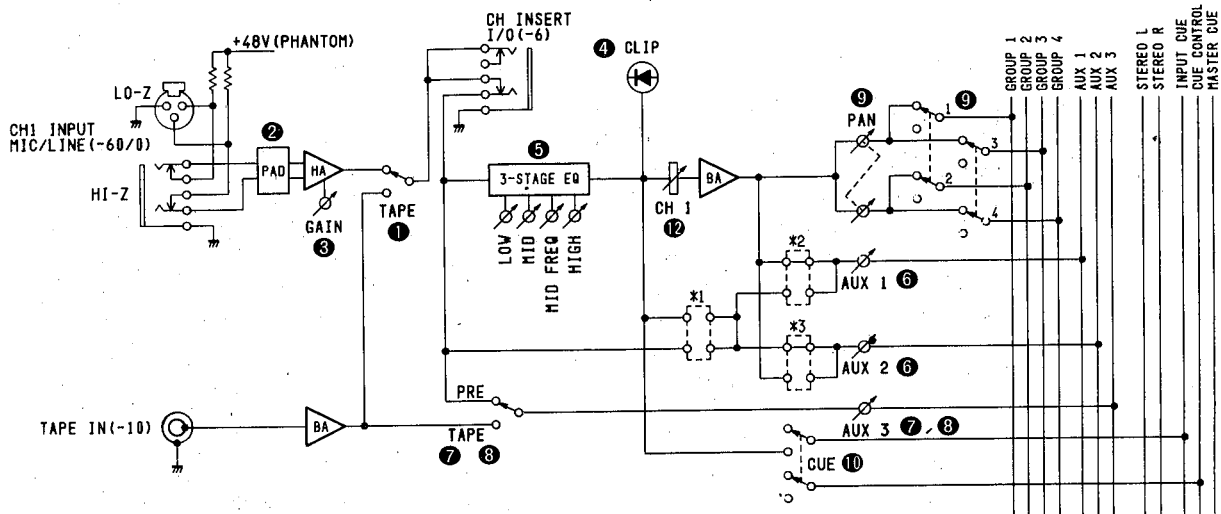 +48V(PHANTOM)
CH INSERT
I/O(-6)
4 CLIP
LO-Z
CH1 INPUT
MIC/LINE(-60/0)
HI-Z
2
PAD
HA
GAIN
3
TAPE
1
5
3-STAGE EQ
LOW
MID
MID FREQ
HIGH
CH 1
12
BA
9
PAN
9
1
3
2
4
*1
*2
*3
AUX 1 6
AUX 2 6
PRE
TAPE
7 8
AUX 3 7, 8
CUE 10
TAPE IN(-10)
BA
GROUP 1
GROUP 2
GROUP 3
GROUP 4
AUX 1
AUX 2
AUX 3
STEREO L
STEREO R
INPUT CUE
CUE CONTROL
MASTER CUE